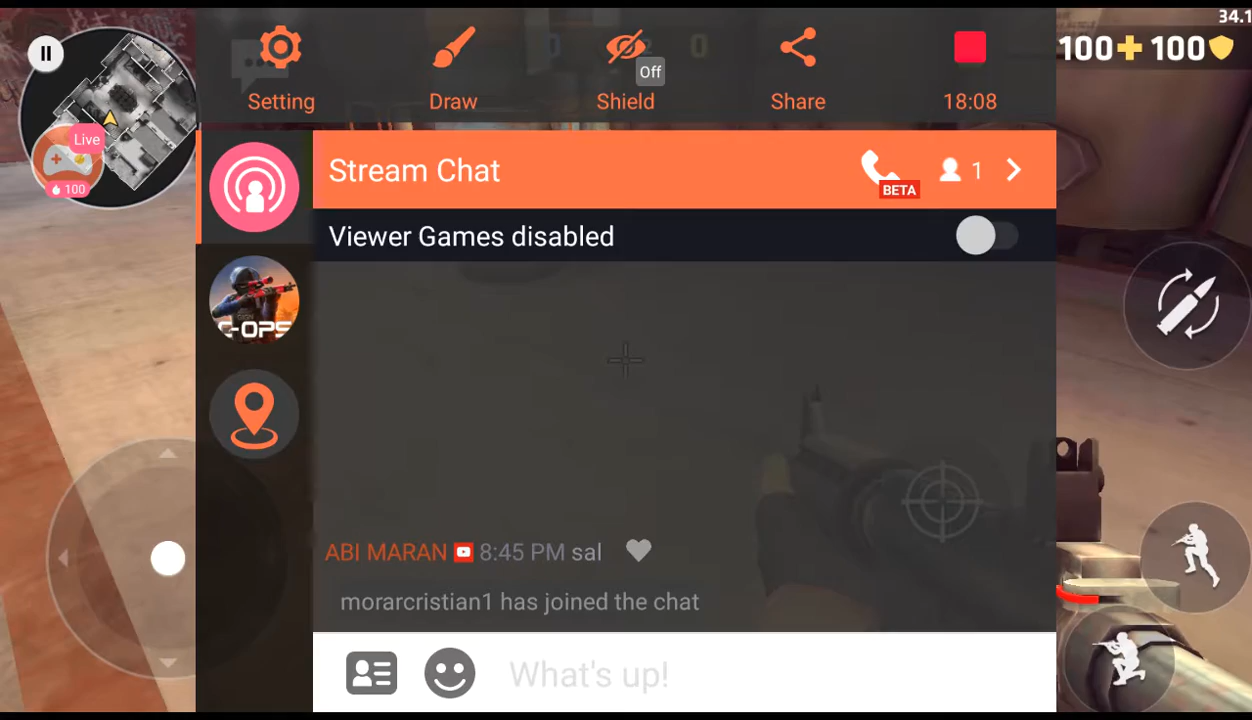 34.1
100 100
Live
100
Setting
Draw
Off
Shield
Share
18:08
Stream Chat
BETA
1
Viewer Games disabled
C-OPS
ABI MARAN 8:45 PM sal
morarcristian1 has joined the chat
What's up!